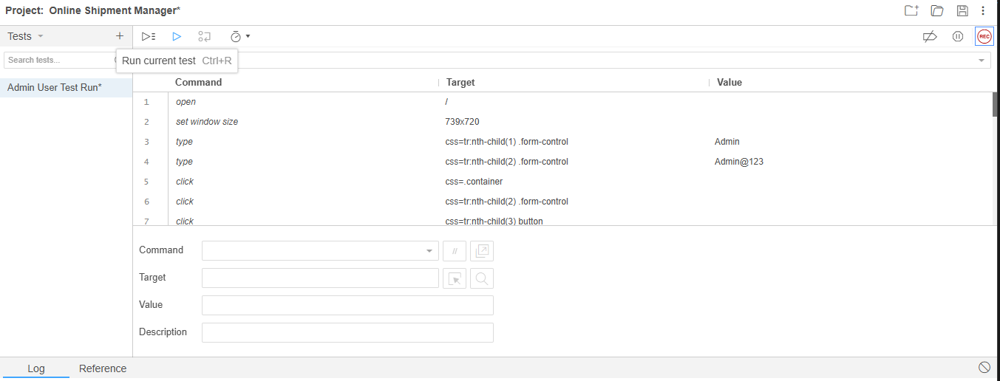 Project: Online Shipment Manager*
Tests
REC
Search tests...
Run current test Ctrl+R
Admin User Test Run*
Command Target Value
1 open /
2 set window size 739x720
3 type css=tr:nth-child(1) .form-control Admin
4 type css=tr:nth-child(2) .form-control Admin@123
5 click css=.container
6 click css=tr:nth-child(2) .form-control
7 click css=tr:nth-child(3) button
Command //
Target
Value
Description
Log Reference